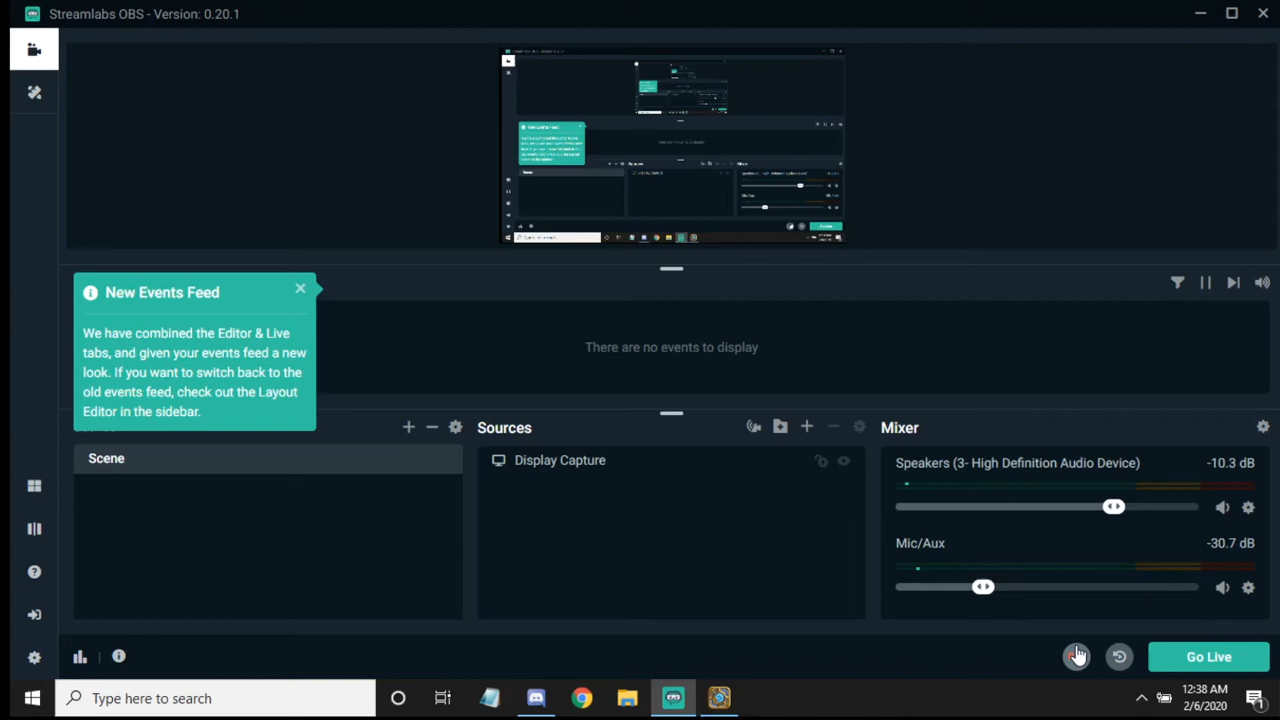 Streamlabs OBS - Version: 0.20.1
New Events Feed
We have combined the Editor & Live
tabs, and given your events feed a new
look. If you want to switch back to the
old events feed, check out the Layout
Editor in the sidebar.
There are no events to display
Scene
Sources
Display Capture
Mixer
Speakers (3- High Definition Audio Device) -10.3 dB
Mic/Aux -30.7 dB
Go Live
Type here to search
12:38 AM
2/6/2020
1